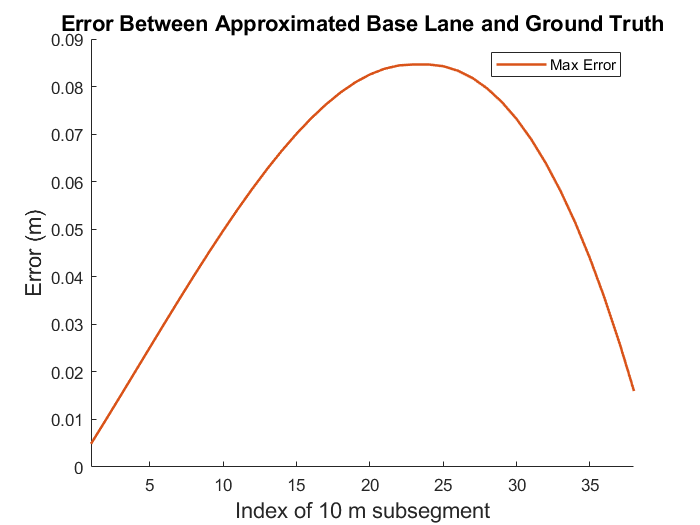 Error Between Approximated Base Lane and Ground Truth
Max Error
0.09
0.08
0.07
0.06
0.05
0.04
0.03
0.02
0.01
0
Error (m)
5 10 15 20 25 30 35
Index of 10 m subsegment